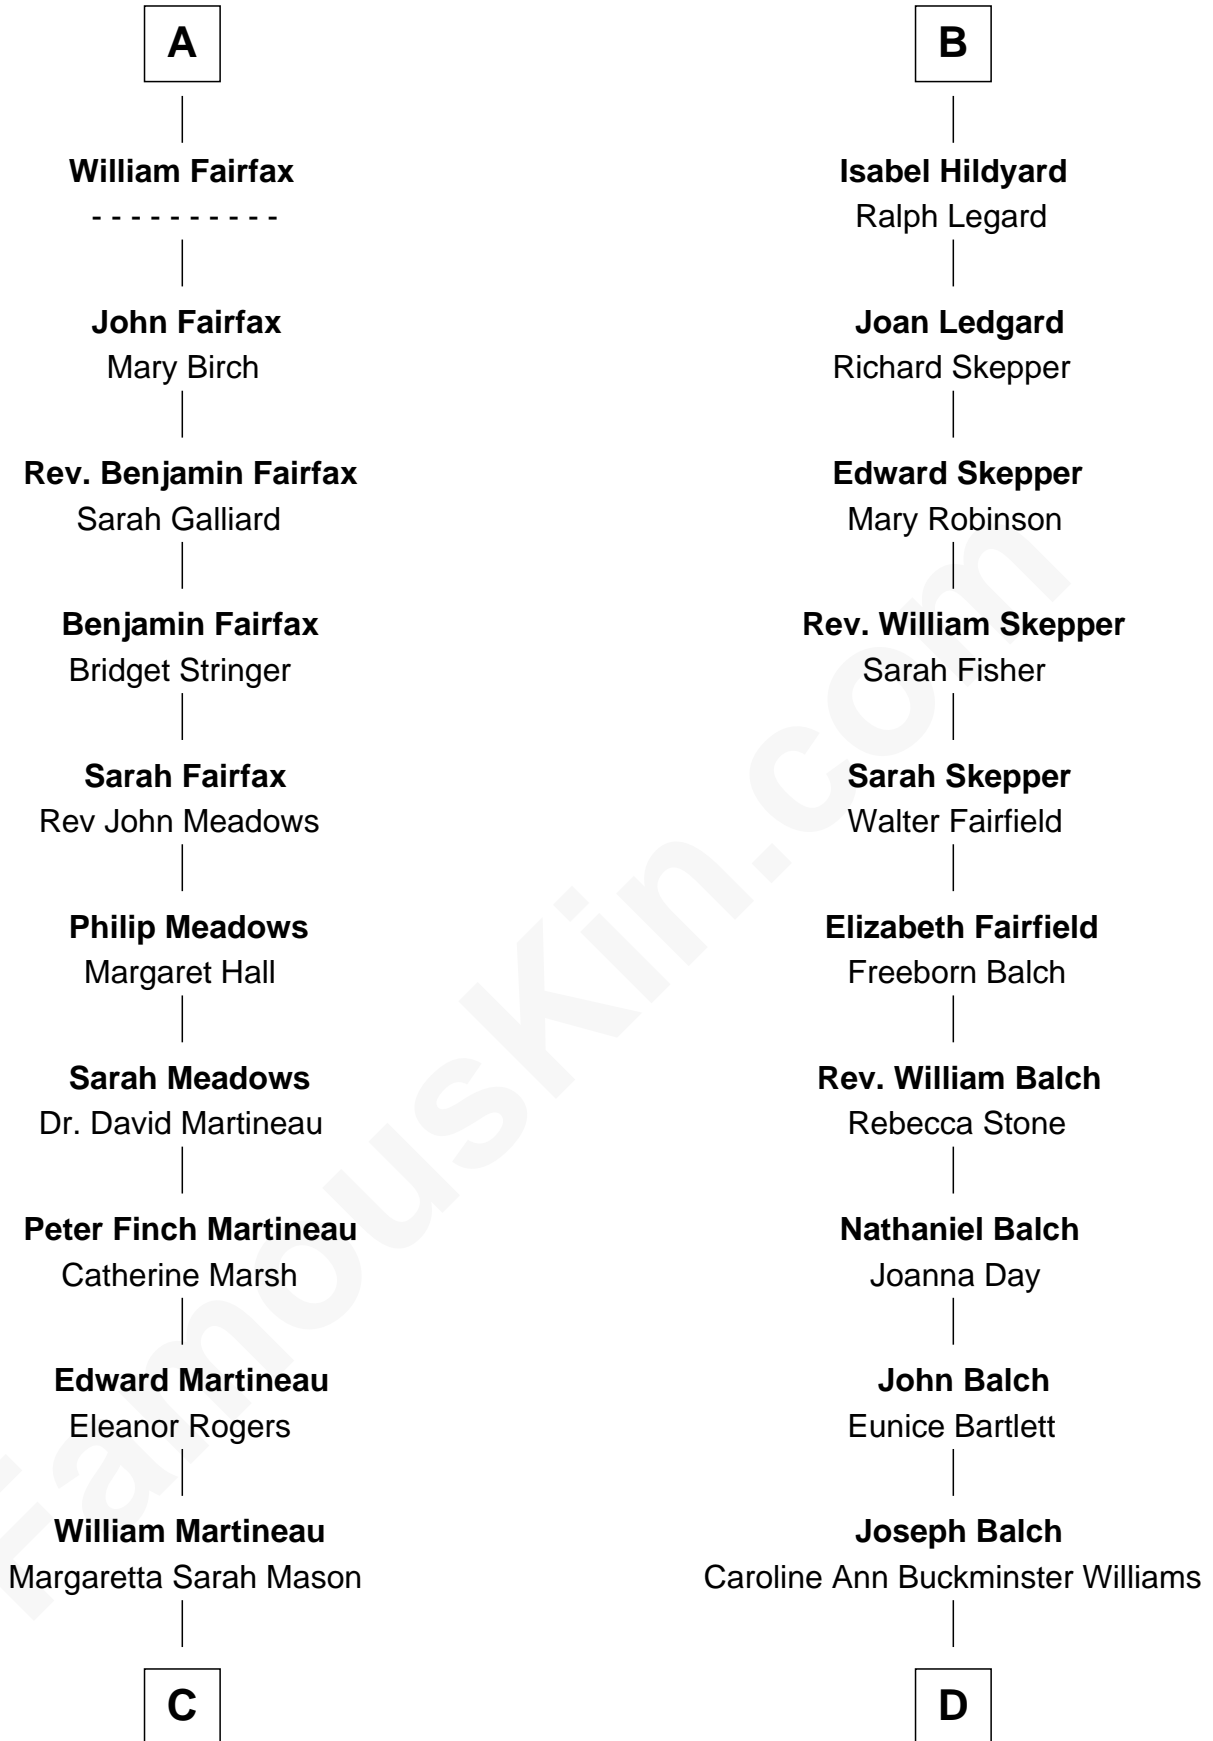 A
William Fairfax
- - - - - - - - - -
John Fairfax
Mary Birch
Rev. Benjamin Fairfax
Sarah Galliard
Benjamin Fairfax
Bridget Stringer
Sarah Fairfax
Rev John Meadows
Philip Meadows
Margaret Hall
Sarah Meadows
Dr. David Martineau
Peter Finch Martineau
Catherine Marsh
Edward Martineau
Eleanor Rogers
William Martineau
Margaretta Sarah Mason
C
B
Isabel Hildyard
Ralph Legard
Joan Ledgard
Richard Skepper
Edward Skepper
Mary Robinson
Rev. William Skepper
Sarah Fisher
Sarah Skepper
Walter Fairfield
Elizabeth Fairfield
Freeborn Balch
Rev. William Balch
Rebecca Stone
Nathaniel Balch
Joanna Day
John Balch
Eunice Bartlett
Joseph Balch
Caroline Ann Buckminster Williams
D
FamousKin.com